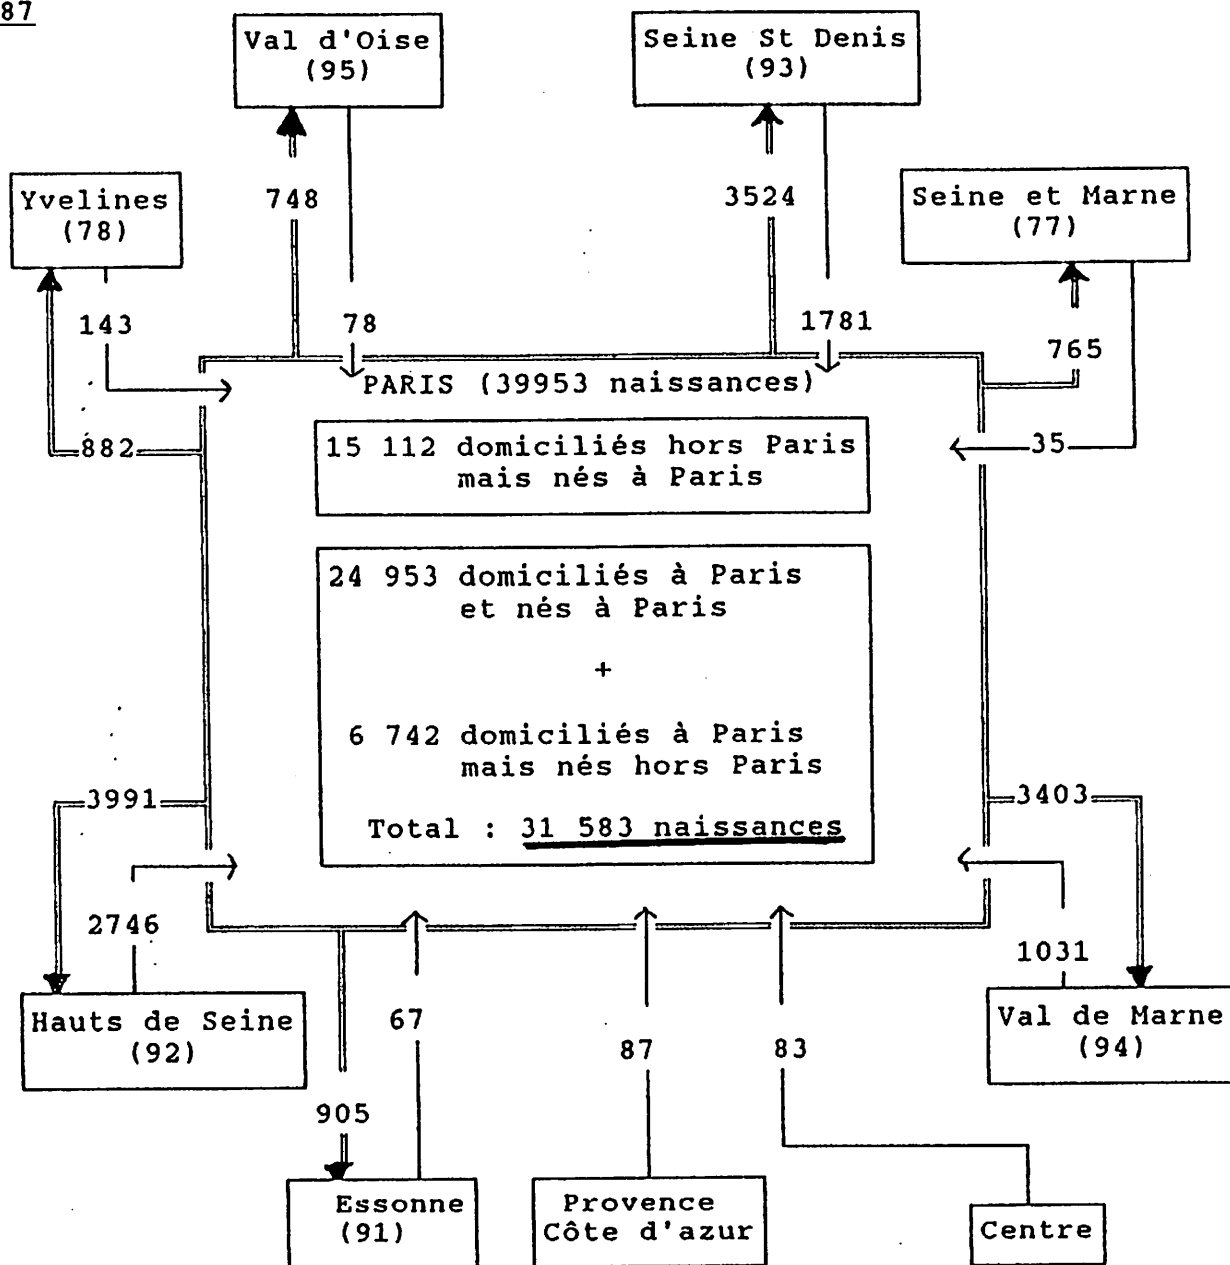 87
Val d'Oise
(95)
Seine St Denis
(93)
Yvelines
(78)
748
3524
Seine et Marne
(77)
143
78
1781
765
PARIS (39953 naissances)
882
35
15 112 domiciliés hors Paris
mais nés à Paris
24 953 domiciliés à Paris
et nés à Paris
+
6 742 domiciliés à Paris
mais nés hors Paris
3991
3403
Total : 31 583 naissances
2746
1031
Hauts de Seine
(92)
67
87
83
Val de Marne
(94)
905
Essonne
(91)
Provence
Côte d'azur
Centre